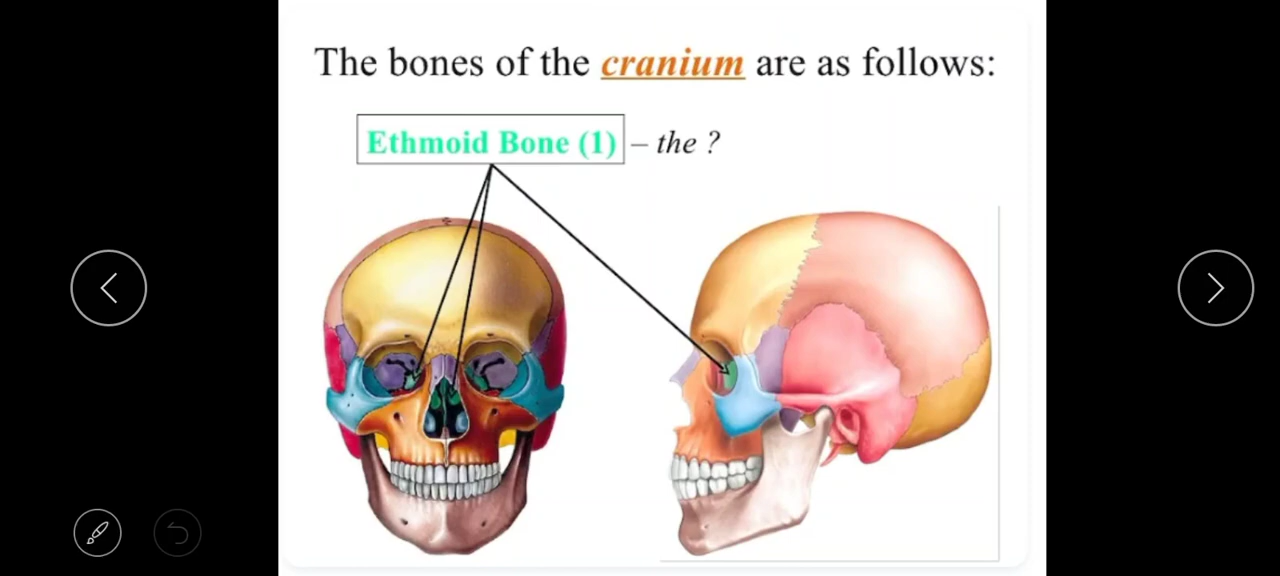 The bones of the cranium are as follows:
Ethmoid Bone (1) – the ?